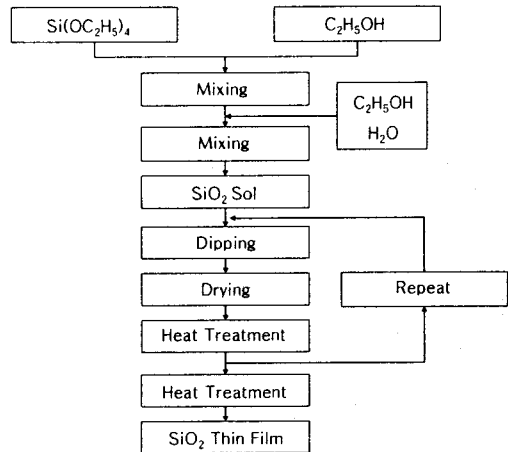 Si(OC₂H₅)₄
C₂H₅OH
Mixing
C₂H₅OH
H₂O
Mixing
SiO₂ Sol
Dipping
Drying
Repeat
Heat Treatment
Heat Treatment
SiO₂ Thin Film